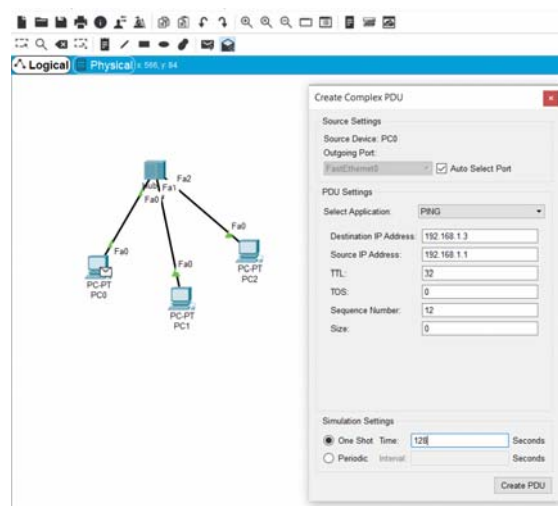 Logical
Physical
x: 566, y: 84
Create Complex PDU
Source Settings
Source Device: PC0
Outgoing Port:
FastEthernet0
Auto Select Port
PDU Settings
Select Application:
PING
Destination IP Address:
192.168.1.3
Source IP Address:
192.168.1.1
TTL:
32
TOS:
0
Sequence Number:
12
Size:
0
Simulation Settings
One Shot Time:
128
Seconds
Periodic Interval:
Seconds
Create PDU
Fa2
Fa1
Fa0
Fa0
PC-PT
PC0
Fa0
PC-PT
PC1
Fa0
PC-PT
PC2